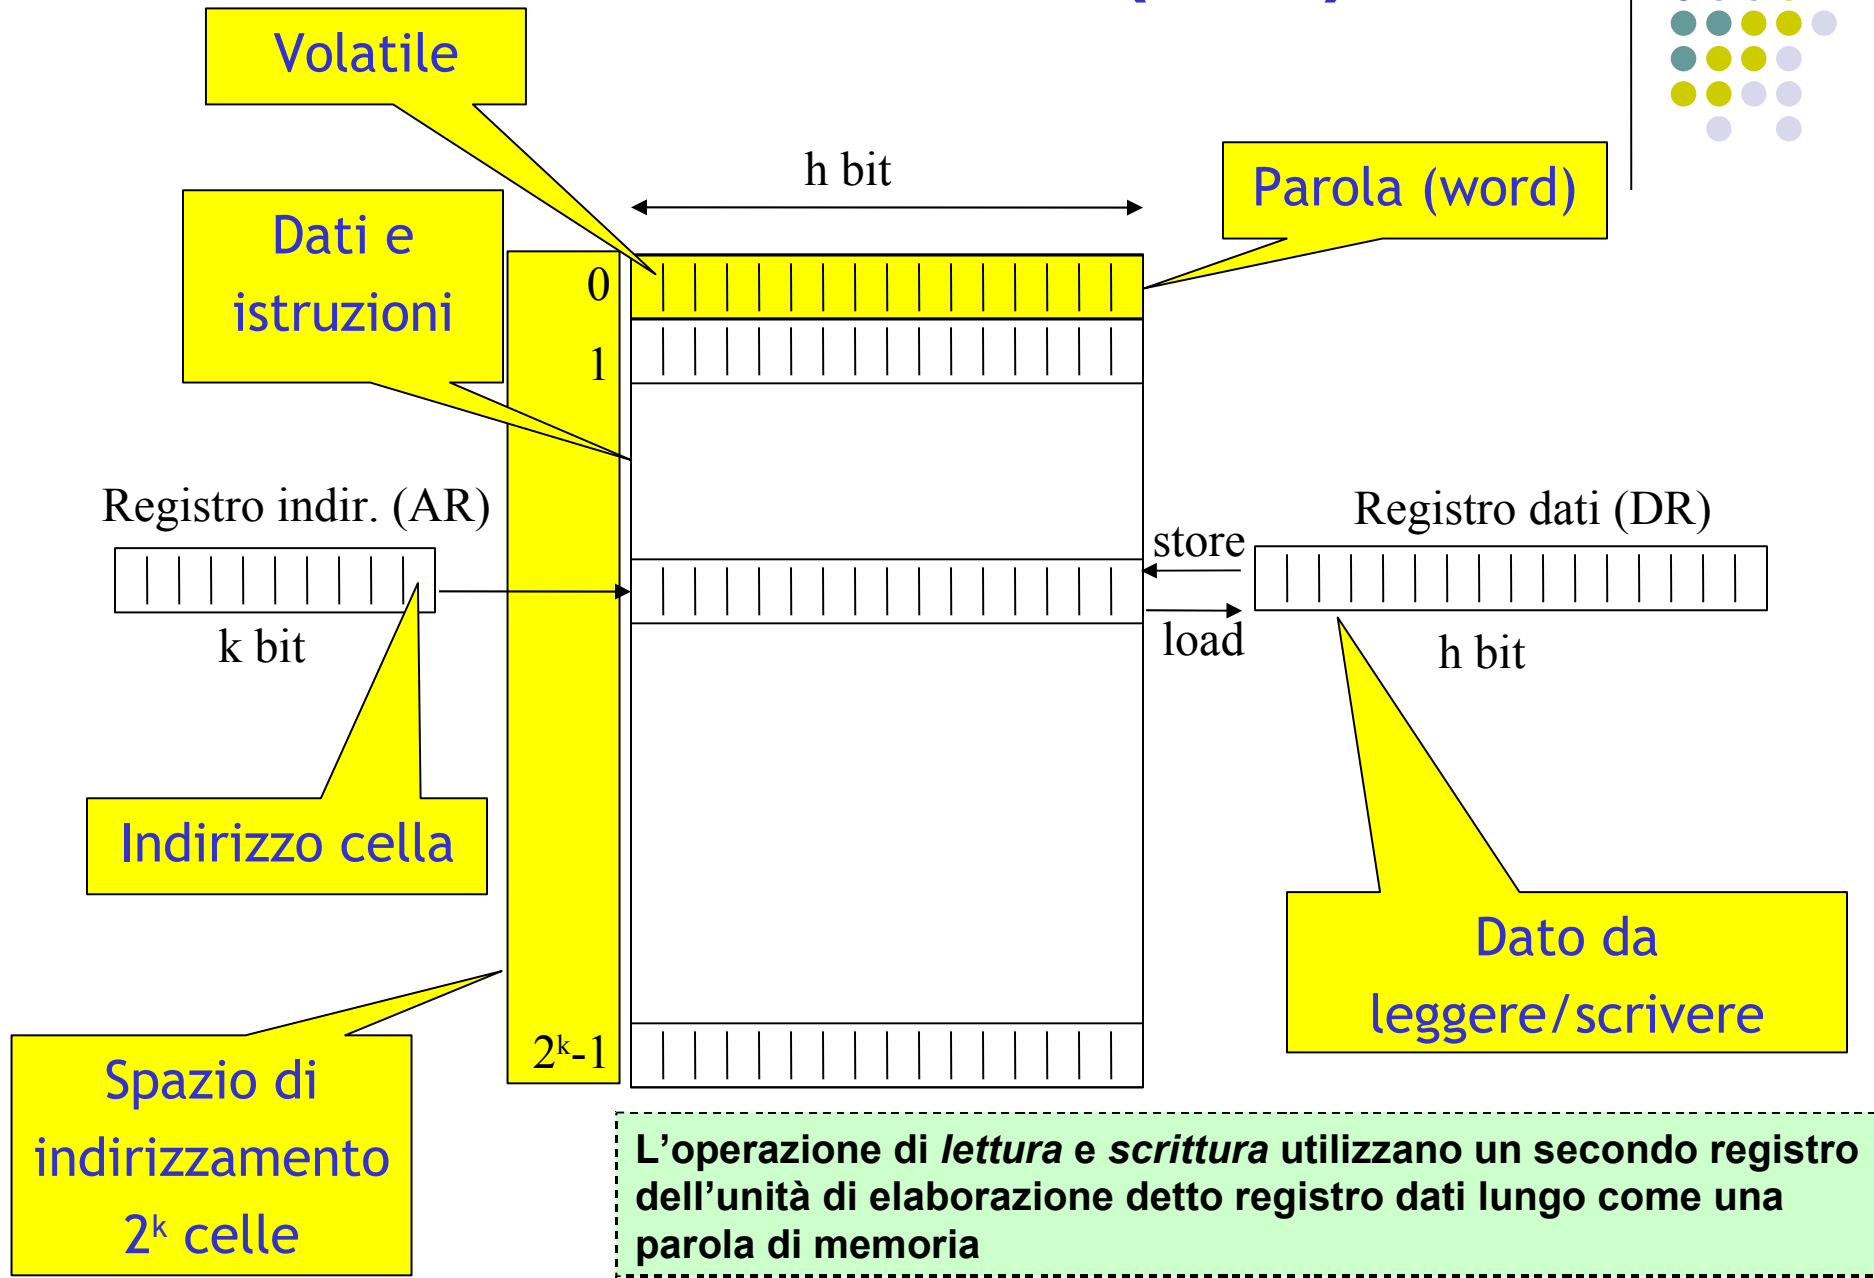 Volatile
h bit
Parola (word)
Dati e
istruzioni
0
1
Registro indir. (AR)
Registro dati (DR)
store
load
k bit
h bit
Indirizzo cella
Dato da
leggere/scrivere
2ᵏ-1
Spazio di
indirizzamento
2ᵏ celle
L’operazione di lettura e scrittura utilizzano un secondo registro
dell’unità di elaborazione detto registro dati lungo come una
parola di memoria